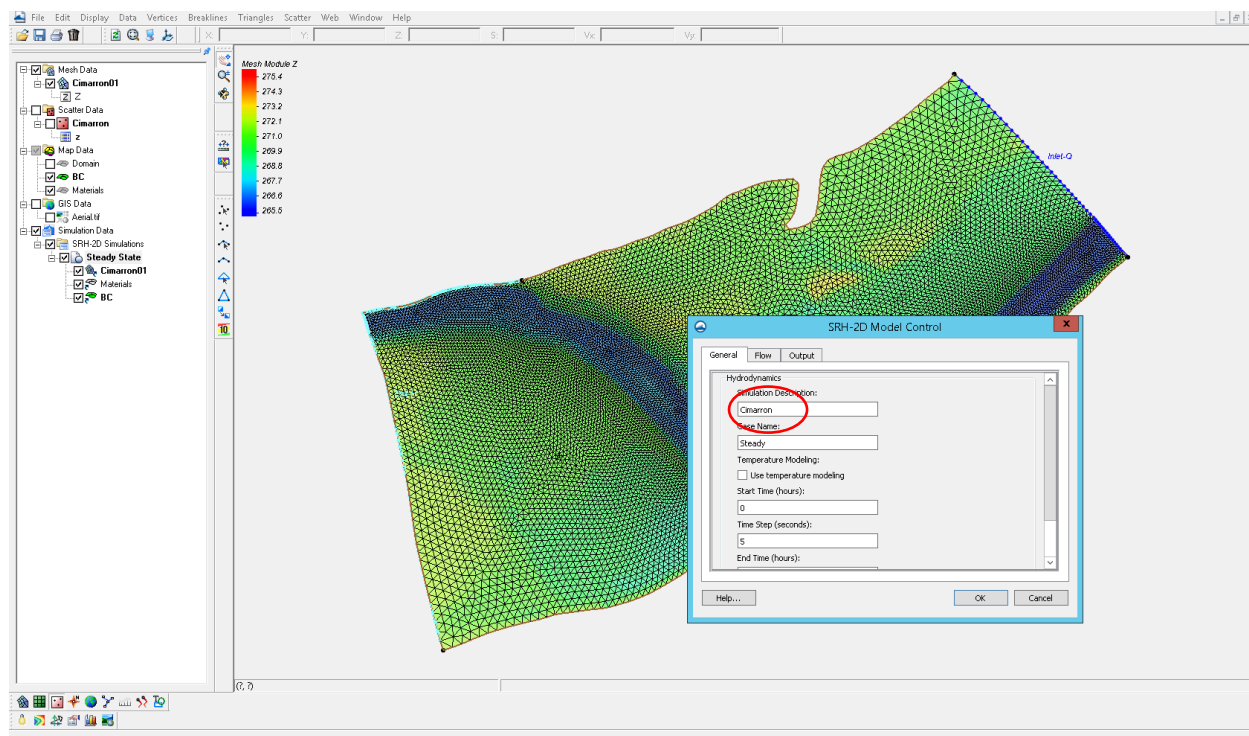 File Edit Display Data Vertices Breaklines Triangles Scatter Web Window Help
X: Y: Z: S: Vx: Vy:
Mesh Data
Cimarron01
Z Z
Scatter Data
Cimarron
z
Map Data
Domain
BC
Materials
GIS Data
Aerial.tif
Simulation Data
SRH-2D Simulations
Steady State
Cimarron01
Materials
BC
Mesh Module Z
275.4
274.3
273.2
272.1
271.0
269.9
268.8
267.7
266.6
265.5
Inlet-Q
SRH-2D Model Control
General Flow Output
Hydrodynamics
Simulation Description:
Cimarron
Case Name:
Steady
Temperature Modeling:
Use temperature modeling
Start Time (hours):
0
Time Step (seconds):
5
End Time (hours):
Help... OK Cancel
(?, ?)